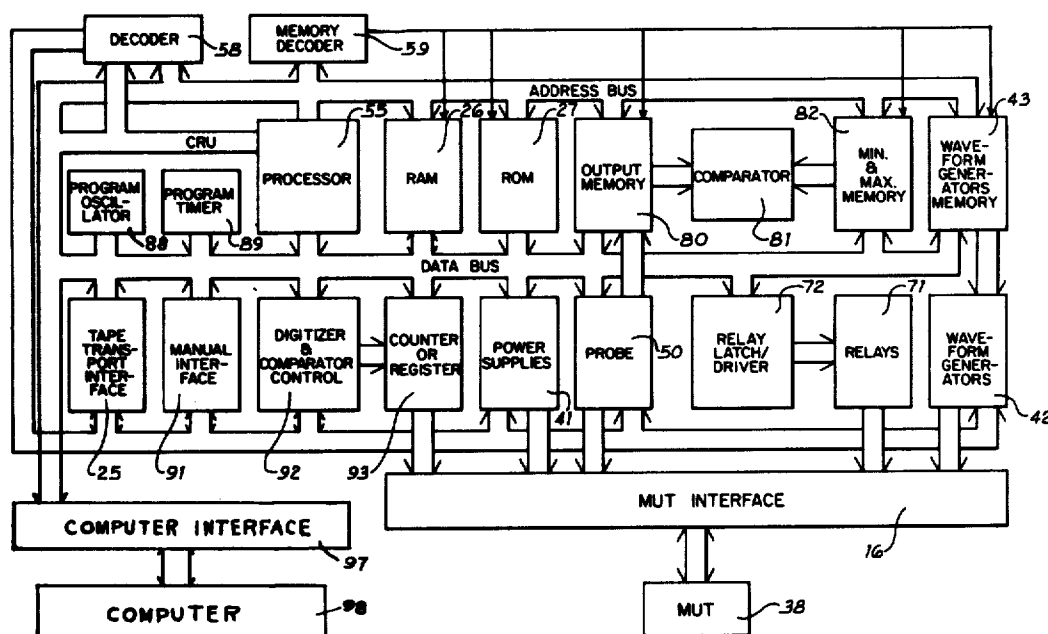 DECODER
58
MEMORY
DECODER
59
ADDRESS BUS
CRU
55
PROCESSOR
26
RAM
27
ROM
OUTPUT
MEMORY
80
COMPARATOR
81
82
MIN.
&
MAX.
MEMORY
43
WAVE-
FORM
GENERATORS
MEMORY
PROGRAM
OSCIL-
LATOR
88
PROGRAM
TIMER
89
DATA BUS
TAPE
TRANS-
PORT INTER-
FACE
25
MANUAL
INTER-
FACE
91
DIGITIZER
&
COMPARATOR
CONTROL
92
COUNTER
OR
REGISTER
93
POWER
SUPPLIES
41
PROBE
50
72
RELAY
LATCH/
DRIVER
71
RELAYS
WAVE-
FORM
GENERA-
TORS
42
MUT INTERFACE
16
COMPUTER INTERFACE
97
COMPUTER
98
MUT
38